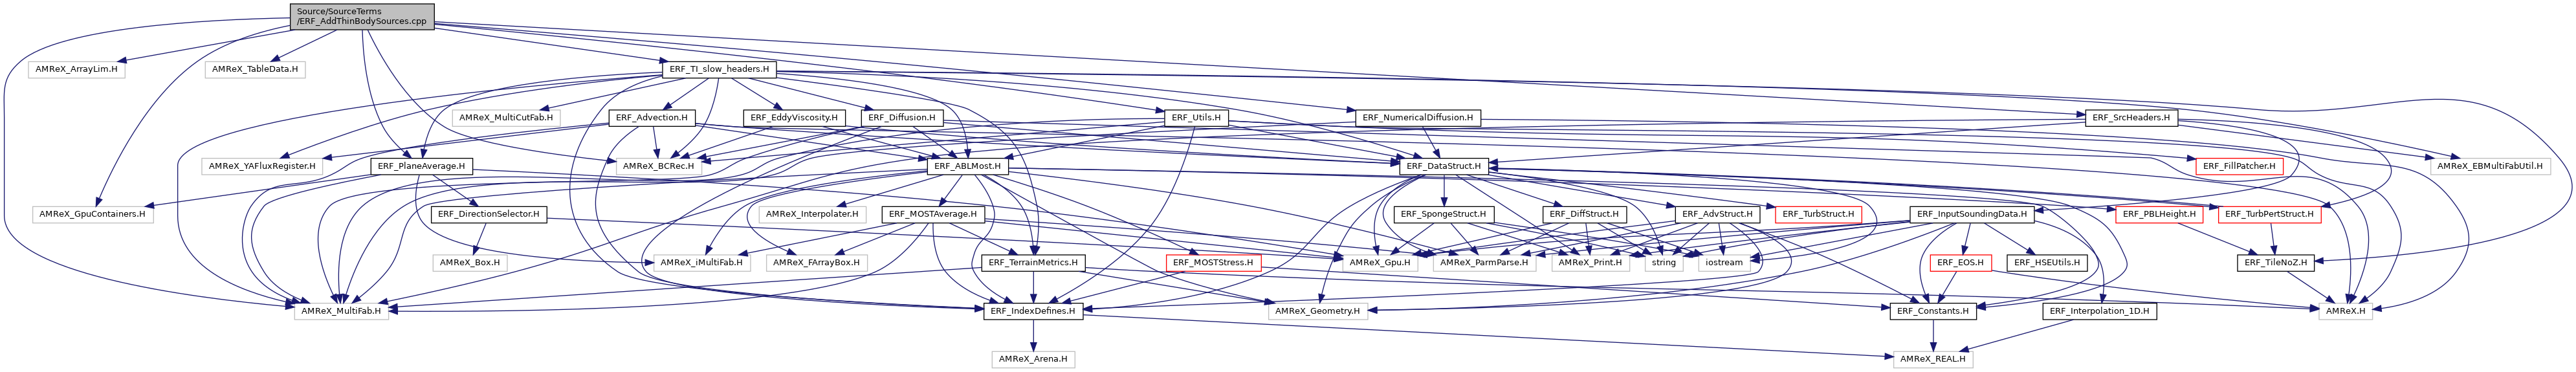 Source/SourceTerms
/ERF_AddThinBodySources.cpp
AMReX_ArrayLim.H
AMReX_TableData.H
ERF_TI_slow_headers.H
AMReX_MultiCutFab.H
ERF_Advection.H
ERF_EddyViscosity.H
ERF_Diffusion.H
ERF_Utils.H
ERF_NumericalDiffusion.H
ERF_SrcHeaders.H
AMReX_YAFluxRegister.H
ERF_PlaneAverage.H
AMReX_BCRec.H
ERF_ABLMost.H
ERF_DataStruct.H
ERF_FillPatcher.H
AMReX_EBMultiFabUtil.H
AMReX_GpuContainers.H
ERF_DirectionSelector.H
AMReX_Interpolater.H
ERF_MOSTAverage.H
ERF_SpongeStruct.H
ERF_DiffStruct.H
ERF_AdvStruct.H
ERF_TurbStruct.H
ERF_InputSoundingData.H
ERF_PBLHeight.H
ERF_TurbPertStruct.H
AMReX_Box.H
AMReX_iMultiFab.H
AMReX_FArrayBox.H
ERF_TerrainMetrics.H
ERF_MOSTStress.H
AMReX_Gpu.H
AMReX_ParmParse.H
AMReX_Print.H
string
iostream
ERF_EOS.H
ERF_HSEUtils.H
ERF_TileNoZ.H
AMReX_MultiFab.H
ERF_IndexDefines.H
AMReX_Geometry.H
ERF_Constants.H
ERF_Interpolation_1D.H
AMReX.H
AMReX_Arena.H
AMReX_REAL.H